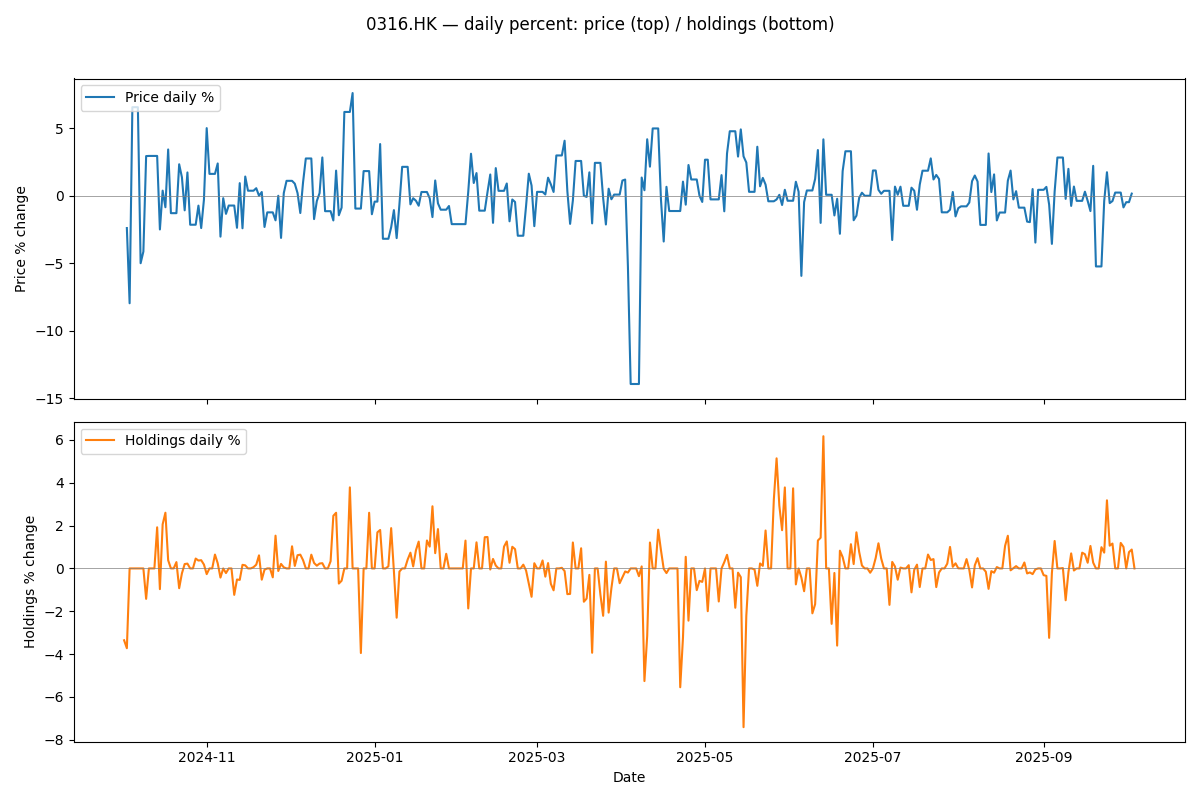 0316.HK — daily percent: price (top) / holdings (bottom)
Price daily %
5
0
−5
−10
−15
Price % change
Holdings daily %
6
4
2
0
−2
−4
−6
−8
Holdings % change
2024-11 2025-01 2025-03 2025-05 2025-07 2025-09
Date